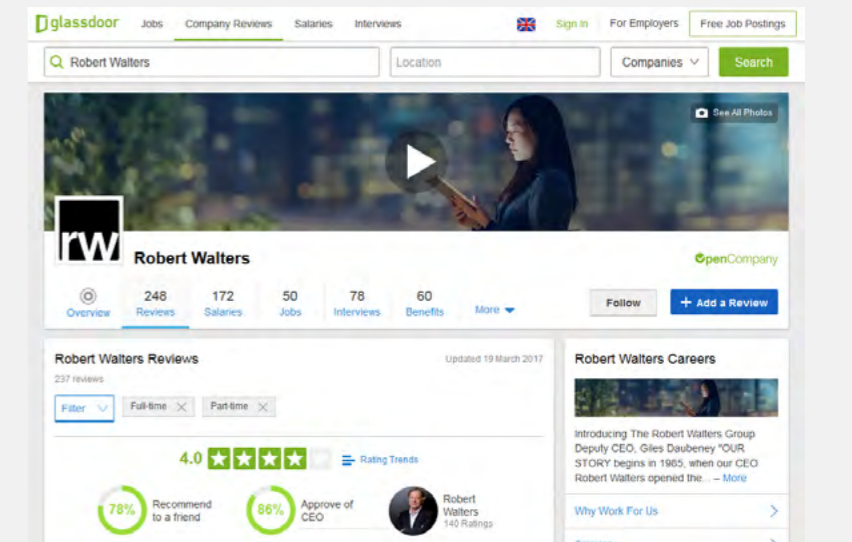 glassdoor Jobs Company Reviews Salaries Interviews Sign In For Employers Free Job Postings
Robert Walters Location Companies Search
See All Photos
rw
Robert Walters
OpenCompany
248 172 50 78 60
Overview Reviews Salaries Jobs Interviews Benefits More Follow + Add a Review
Robert Walters Reviews Updated 19 March 2017
237 reviews
Filter Full-time Part-time
4.0 Rating Trends
78% Recommend to a friend
86% Approve of CEO
Robert Walters
140 Ratings
Robert Walters Careers
Introducing The Robert Walters Group
Deputy CEO, Giles Daubeney "OUR
STORY begins in 1985, when our CEO
Robert Walters opened the... – More
Why Work For Us